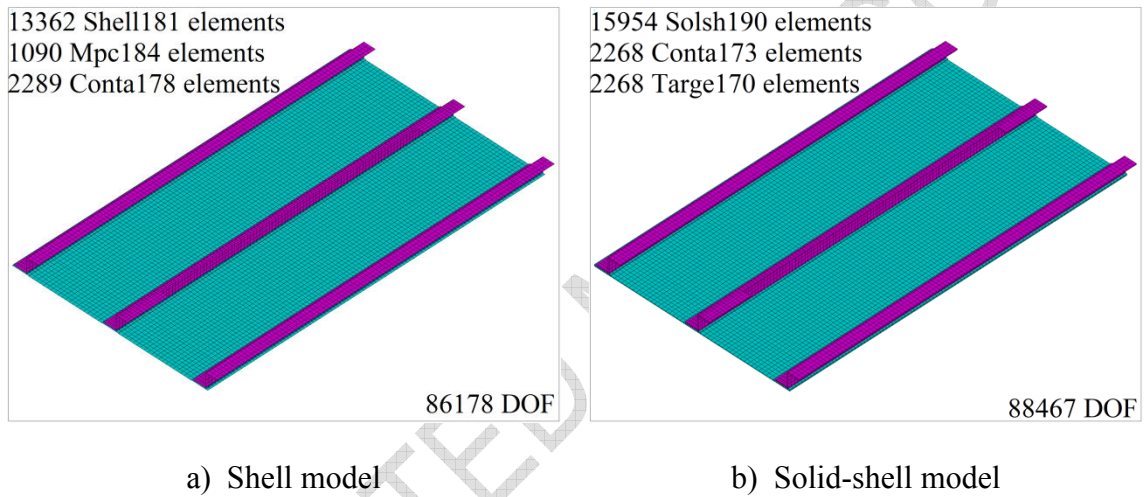 13362 Shell181 elements
1090 Mpc184 elements
2289 Conta178 elements
86178 DOF
15954 Solsh190 elements
2268 Conta173 elements
2268 Targe170 elements
88467 DOF
a) Shell model
b) Solid-shell model